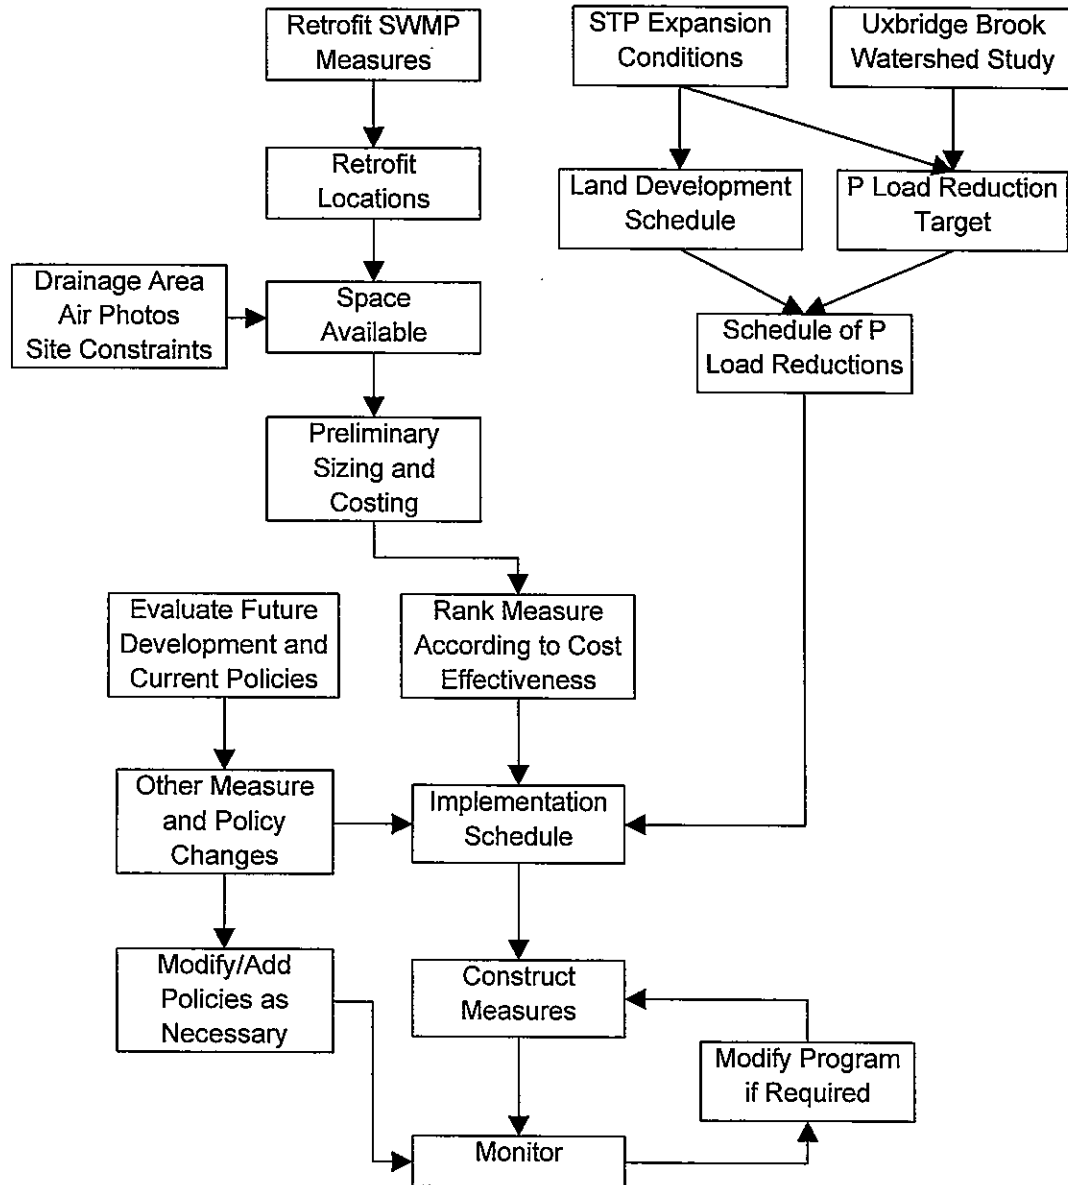 Retrofit SWMP
Measures
STP Expansion
Conditions
Uxbridge Brook
Watershed Study
Retrofit
Locations
Land Development
Schedule
P Load Reduction
Target
Drainage Area
Air Photos
Site Constraints
Space
Available
Schedule of P
Load Reductions
Preliminary
Sizing and
Costing
Evaluate Future
Development and
Current Policies
Rank Measure
According to Cost
Effectiveness
Other Measure
and Policy
Changes
Implementation
Schedule
Modify/Add
Policies as
Necessary
Construct
Measures
Modify Program
if Required
Monitor